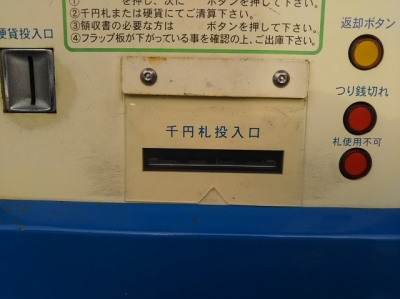 ①　　　を押し、次に　　　ボタンを押して下さい。
②千円札または硬貨にてご清算下さい。
③領収書の必要な方は　　　ボタンを押して下さい。
④フラップ板が下がっている事を確認の上、ご出庫下さい。
返却ボタン
硬貨投入口
つり銭切れ
千円札投入口
札使用不可